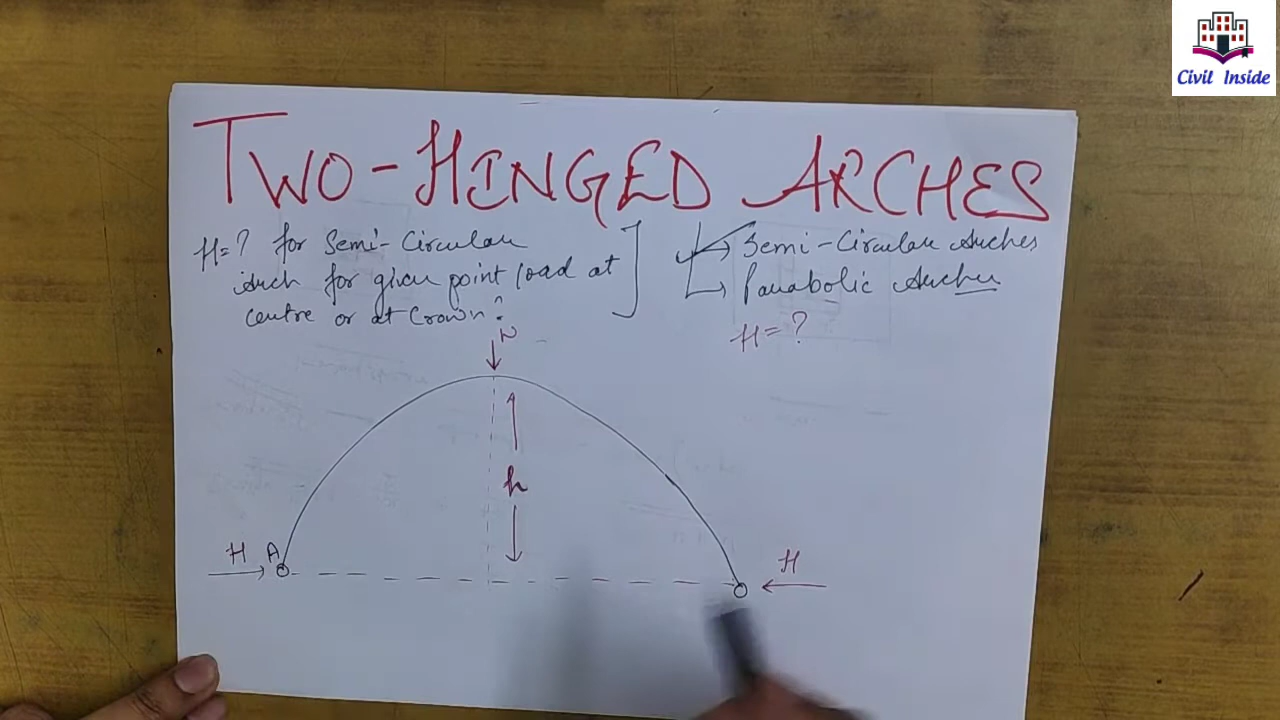 TWO-HINGED ARCHES
H=? for Semi-Circular
Arch for given point load at
centre or at Crown?
Semi-Circular Arches
Parabolic Arches
H=?
h
H
A
H
Civil Inside